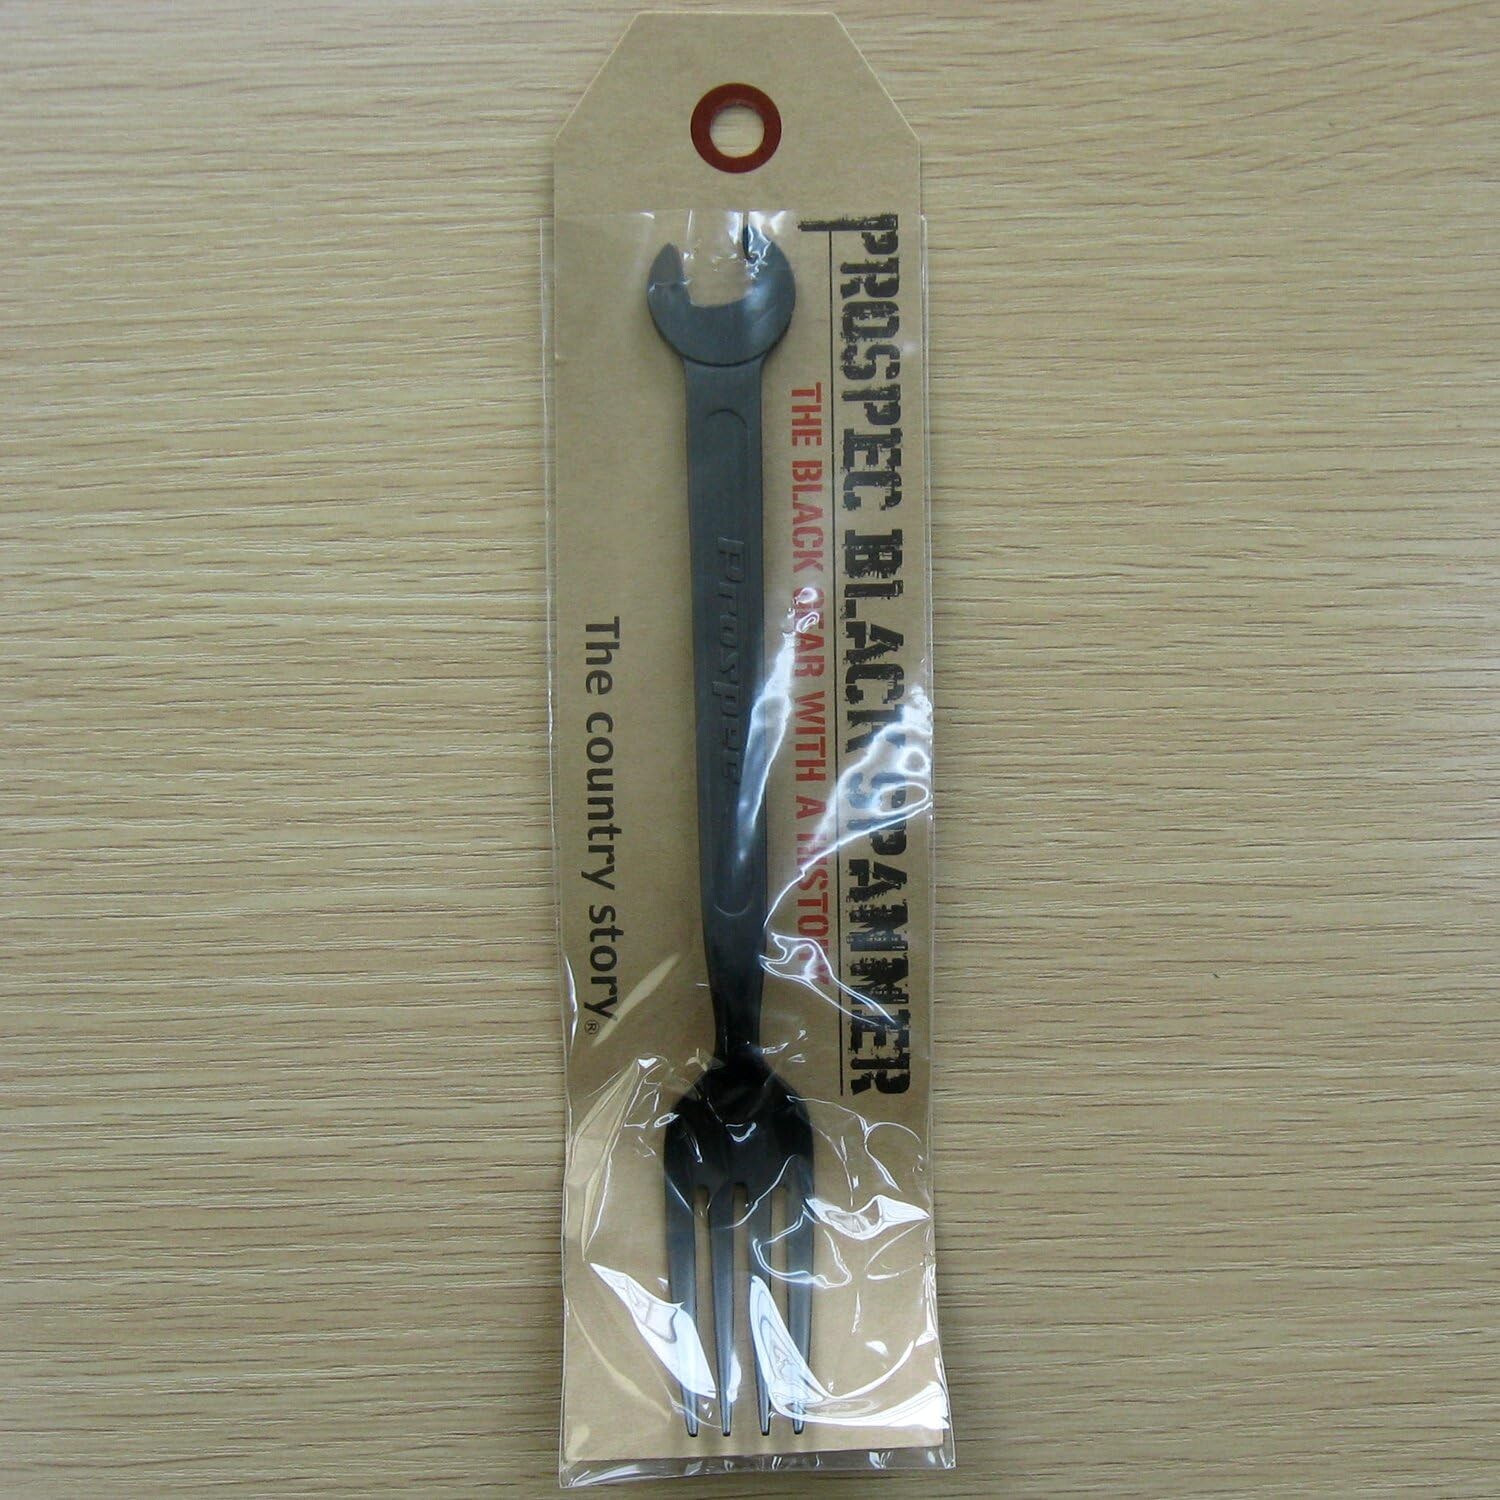 PROSPEC BLACK SPANNER
THE BLACK GEAR WITH A HISTORY
Prospec
The country story®